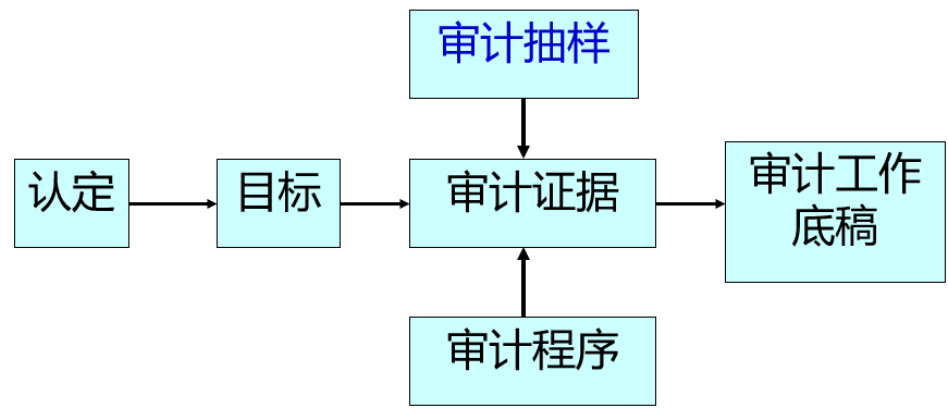 审计抽样
认定
目标
审计证据
审计工作
底稿
审计程序